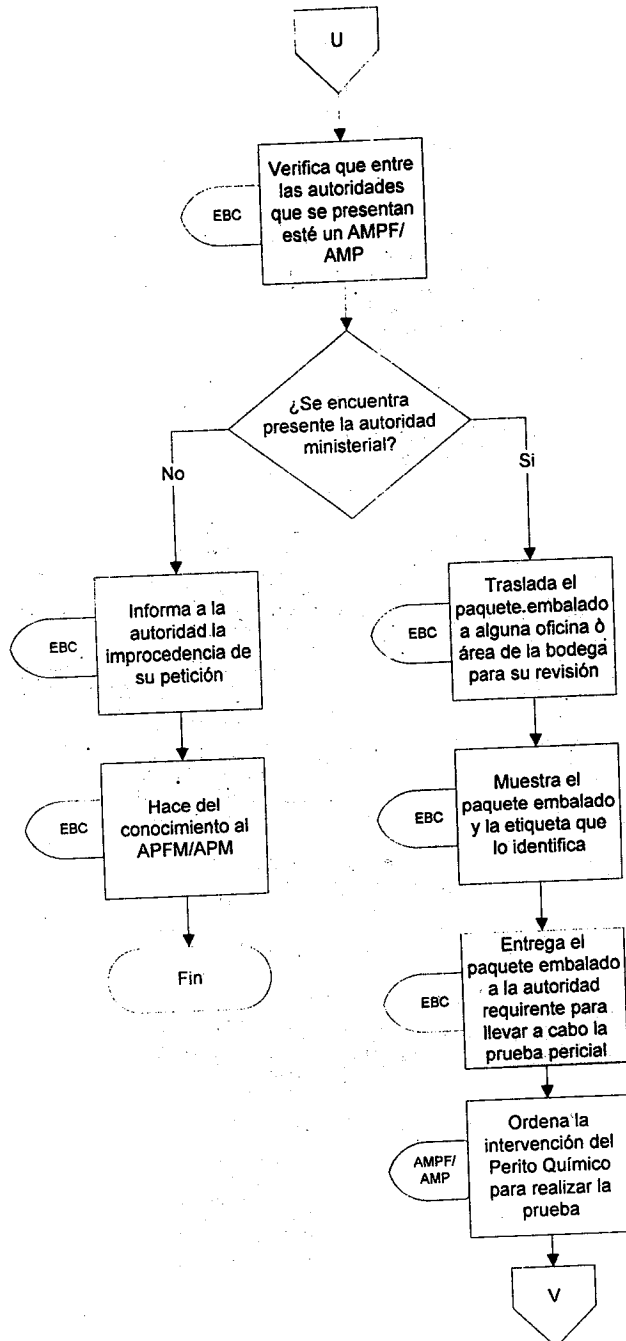 U
Verifica que entre
las autoridades
que se presentan
esté un AMPF/
AMP
EBC
¿Se encuentra
presente la autoridad
ministerial?
No
Si
Informa a la
autoridad la
improcedencia de
su petición
EBC
Traslada el
paquete embalado
a alguna oficina ò
área de la bodega
para su revisión
EBC
Hace del
conocimiento al
APFM/APM
EBC
Muestra el
paquete embalado
y la etiqueta que
lo identifica
EBC
Fin
Entrega el
paquete embalado
a la autoridad
requirente para
llevar a cabo la
prueba pericial
EBC
Ordena la
intervención del
Perito Químico
para realizar la
prueba
AMPF/
AMP
V